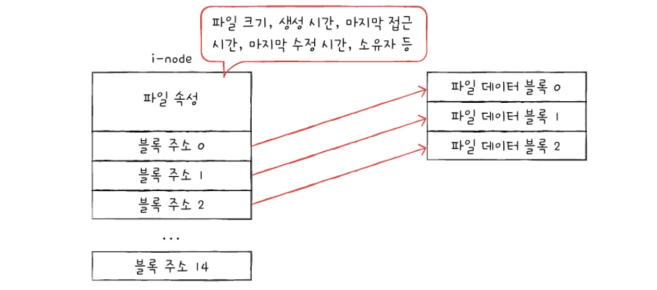 파일 크기, 생성 시간, 마지막 접근
시간, 마지막 수정 시간, 소유자 등
i-node
파일 속성
블록 주소 0
블록 주소 1
블록 주소 2
...
블록 주소 14
파일 데이터 블록 0
파일 데이터 블록 1
파일 데이터 블록 2